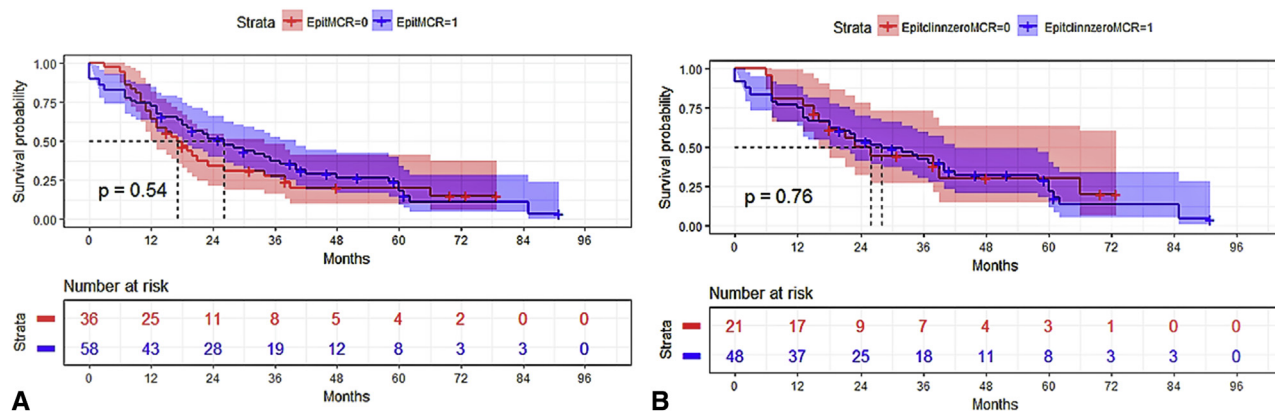 Strata EpitMCR=0 EpitMCR=1
Survival probability
1.00
0.75
0.50
0.25
0.00
p = 0.54
0 12 24 36 48 60 72 84 96
Months
Number at risk
Strata
36 25 11 8 5 4 2 0 0
58 43 28 19 12 8 3 3 0
0 12 24 36 48 60 72 84 96
Months
A
Strata EpitclinnzeroMCR=0 EpitclinnzeroMCR=1
Survival probability
1.00
0.75
0.50
0.25
0.00
p = 0.76
0 12 24 36 48 60 72 84 96
Months
Number at risk
Strata
21 17 9 7 4 3 1 0 0
48 37 25 18 11 8 3 3 0
0 12 24 36 48 60 72 84 96
Months
B